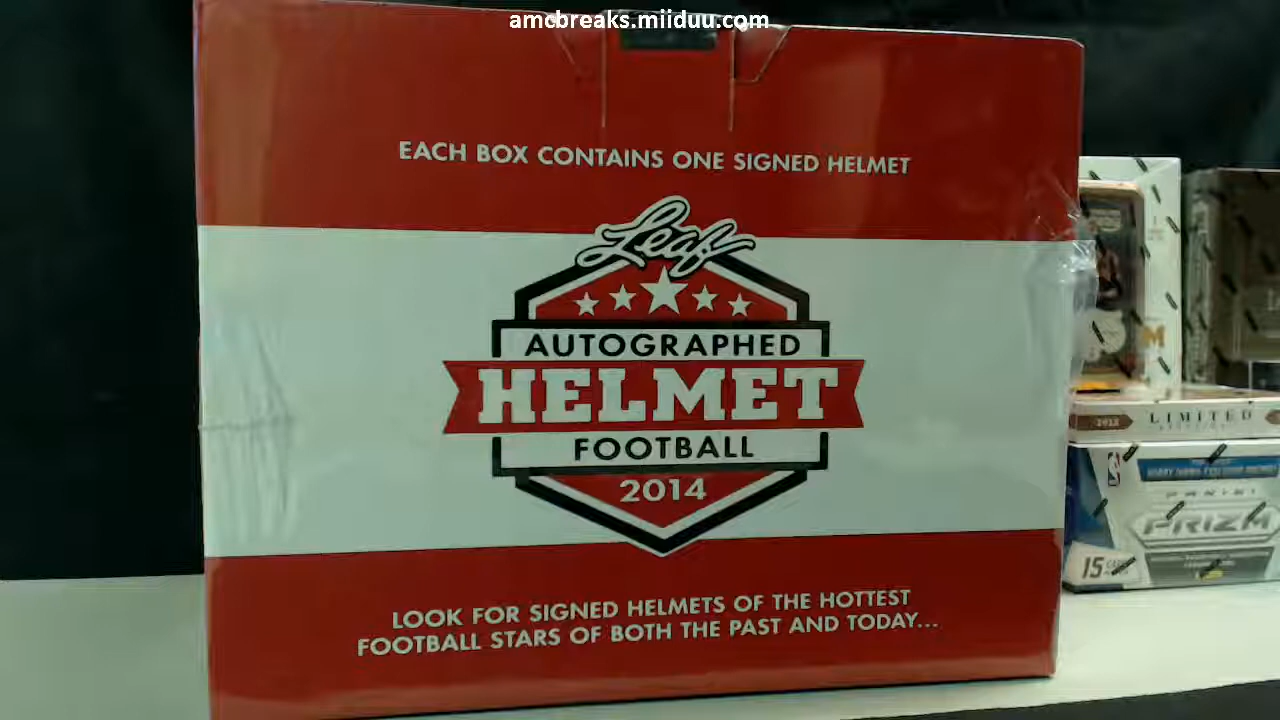 amcbreaks.miiduu.com
EACH BOX CONTAINS ONE SIGNED HELMET
Leaf
AUTOGRAPHED
HELMET
FOOTBALL
2014
LOOK FOR SIGNED HELMETS OF THE HOTTEST
FOOTBALL STARS OF BOTH THE PAST AND TODAY...
M
LIMITED
PANINI
PRIZM
15